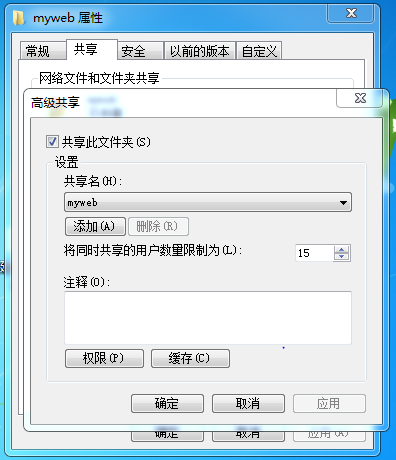 myweb 属性
常规 共享 安全 以前的版本 自定义
网络文件和文件夹共享
高级共享
共享此文件夹(S)
设置
共享名(H):
myweb
添加(A) 删除(R)
将同时共享的用户数量限制为(L): 15
注释(O):
权限(P) 缓存(C)
确定 取消 应用
确定 取消 应用(A)